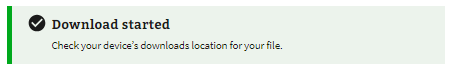 Download started
Check your device's downloads location for your file.